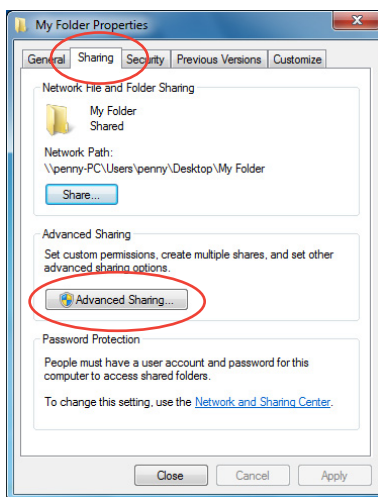 My Folder Properties
General Sharing Security Previous Versions Customize
Network File and Folder Sharing
My Folder
Shared
Network Path:
\\penny-PC\Users\penny\Desktop\My Folder
Share...
Advanced Sharing
Set custom permissions, create multiple shares, and set other
advanced sharing options.
Advanced Sharing...
Password Protection
People must have a user account and password for this
computer to access shared folders.
To change this setting, use the Network and Sharing Center.
Close Cancel Apply